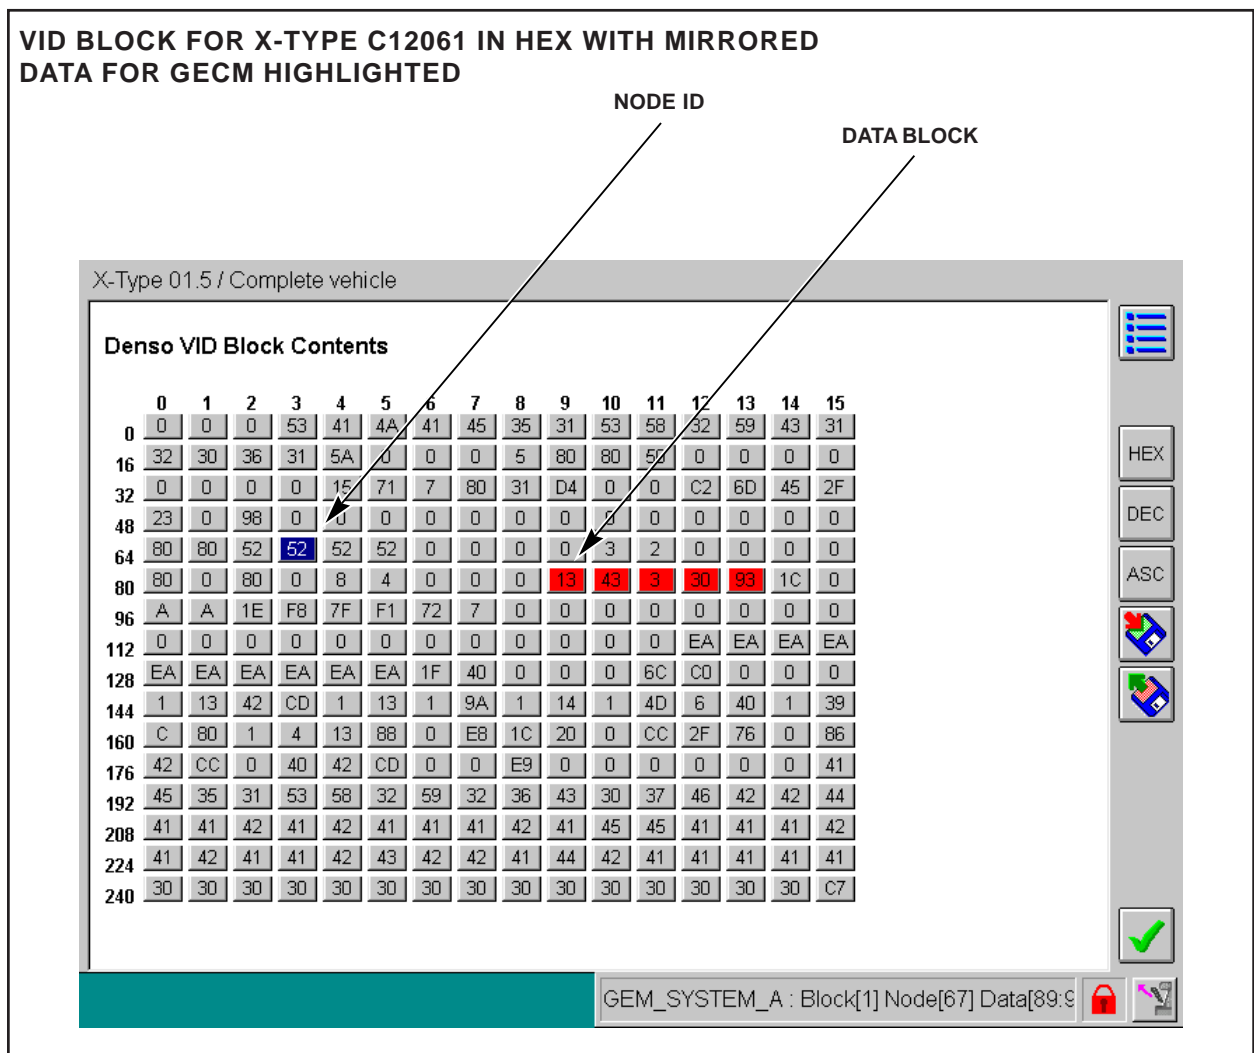 VID BLOCK FOR X-TYPE C12061 IN HEX WITH MIRRORED
DATA FOR GECM HIGHLIGHTED
NODE ID
DATA BLOCK
X-Type 01.5 / Complete vehicle
Denso VID Block Contents
0 1 2 3 4 5 6 7 8 9 10 11 12 13 14 15
0 0 0 0 53 41 4A 41 45 35 31 53 58 32 59 43 31
16 32 30 36 31 5A 0 0 0 5 80 80 50 0 0 0 0
32 0 0 0 0 15 71 7 80 31 D4 0 0 C2 6D 45 2F
48 23 0 98 0 0 0 0 0 0 0 0 0 0 0 0 0
64 80 80 52 52 52 52 0 0 0 0 3 2 0 0 0 0
80 80 0 80 0 8 4 0 0 0 13 43 3 30 93 1C 0
96 A A 1E F8 7F F1 72 7 0 0 0 0 0 0 0 0
112 0 0 0 0 0 0 0 0 0 0 0 0 EA EA EA EA
128 EA EA EA EA EA EA 1F 40 0 0 0 6C C0 0 0 0
144 1 13 42 CD 1 13 1 9A 1 14 1 4D 6 40 1 39
160 C 80 1 4 13 88 0 E8 1C 20 0 CC 2F 76 0 86
176 42 CC 0 40 42 CD 0 0 E9 0 0 0 0 0 0 41
192 45 35 31 53 58 32 59 32 36 43 30 37 46 42 42 44
208 41 41 42 41 42 41 41 41 42 41 45 45 41 41 41 42
224 41 42 41 41 42 43 42 42 41 44 42 41 41 41 41 41
240 30 30 30 30 30 30 30 30 30 30 30 30 30 30 30 C7
HEX
DEC
ASC
GEM_SYSTEM_A : Block[1] Node[67] Data[89:9